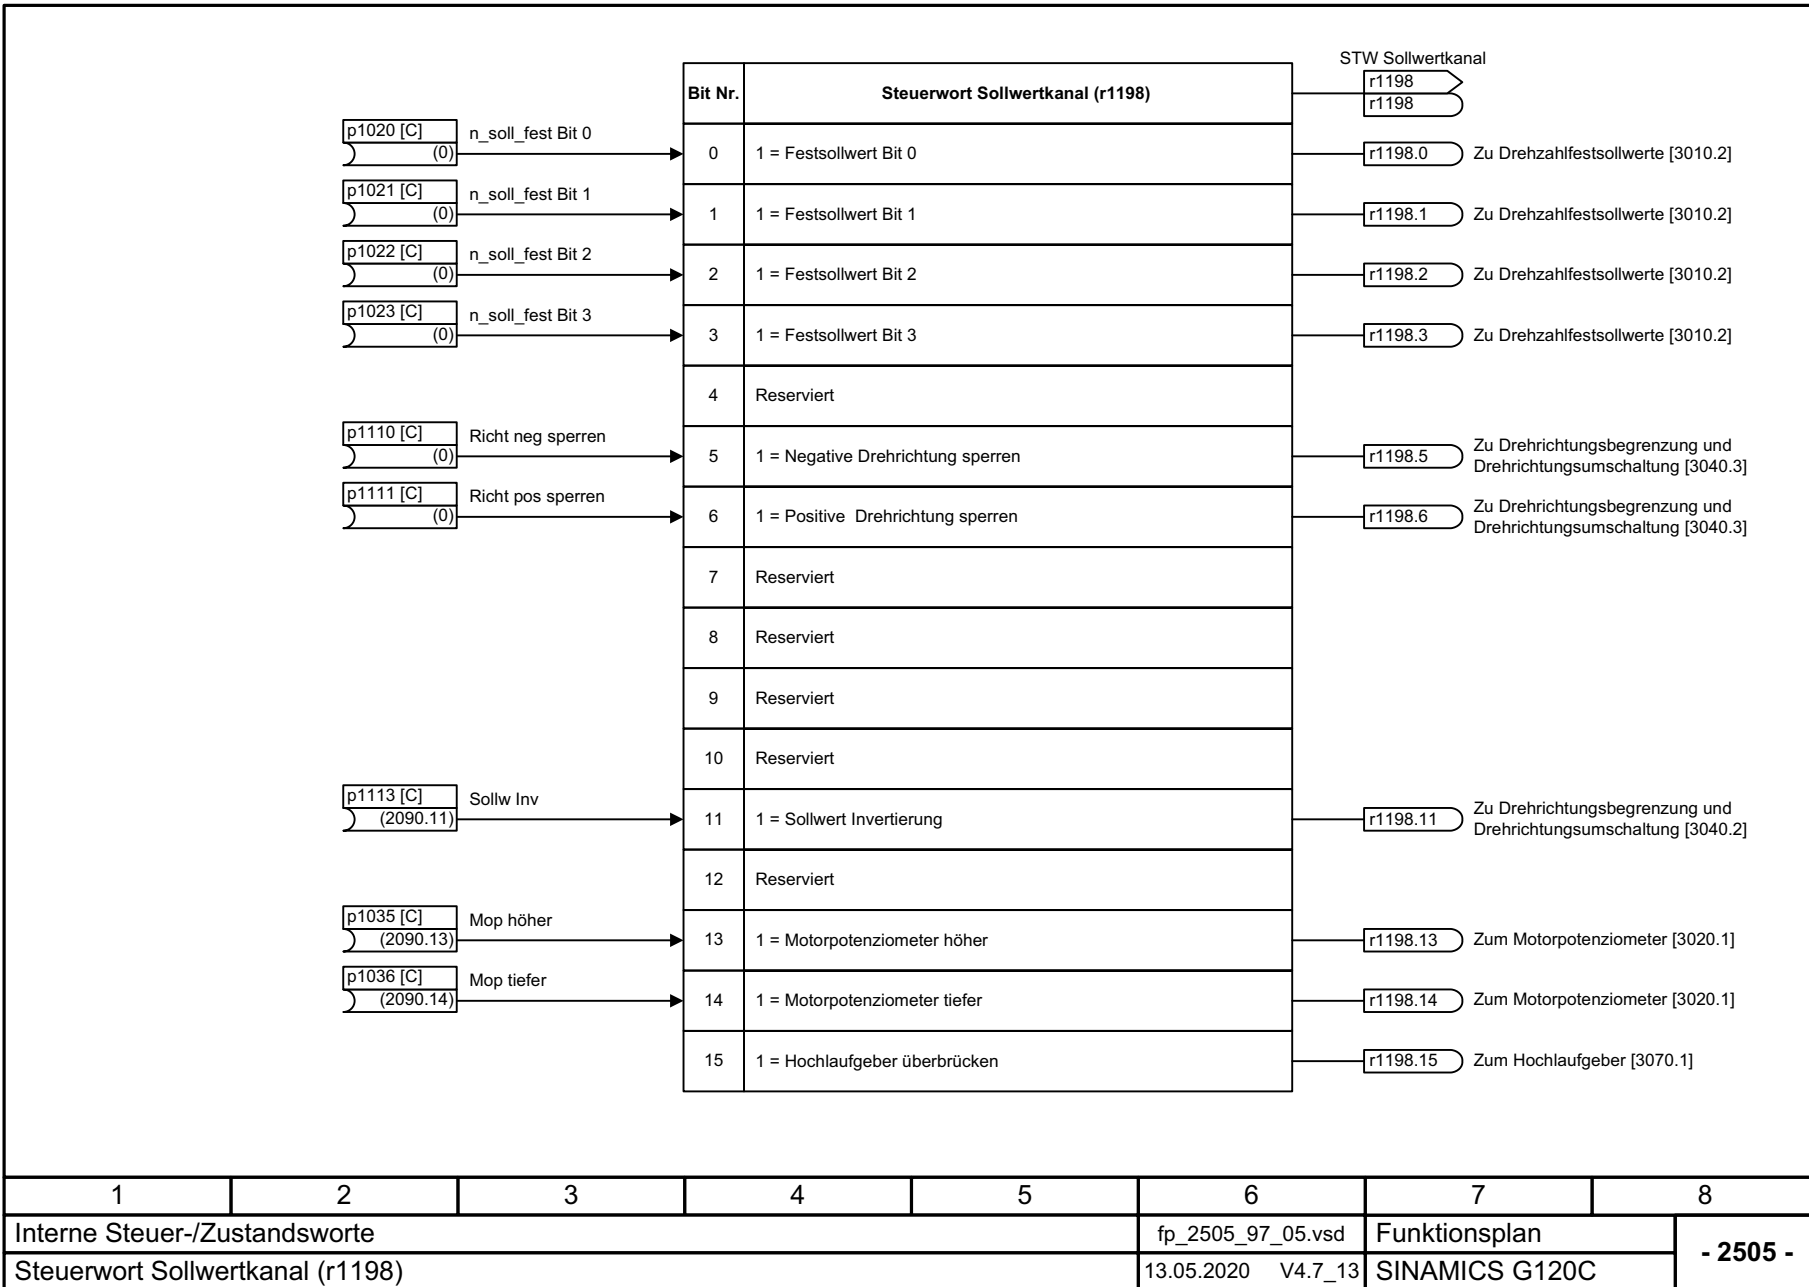 STW Sollwertkanal
Bit Nr. Steuerwort Sollwertkanal (r1198) r1198
r1198
p1020 [C] n_soll_fest Bit 0
(0) 0 1 = Festsollwert Bit 0 r1198.0 Zu Drehzahlfestsollwerte [3010.2]
p1021 [C] n_soll_fest Bit 1
(0) 1 1 = Festsollwert Bit 1 r1198.1 Zu Drehzahlfestsollwerte [3010.2]
p1022 [C] n_soll_fest Bit 2
(0) 2 1 = Festsollwert Bit 2 r1198.2 Zu Drehzahlfestsollwerte [3010.2]
p1023 [C] n_soll_fest Bit 3
(0) 3 1 = Festsollwert Bit 3 r1198.3 Zu Drehzahlfestsollwerte [3010.2]
4 Reserviert
p1110 [C] Richt neg sperren
(0) 5 1 = Negative Drehrichtung sperren r1198.5 Zu Drehrichtungsbegrenzung und
Drehrichtungsumschaltung [3040.3]
p1111 [C] Richt pos sperren
(0) 6 1 = Positive Drehrichtung sperren r1198.6 Zu Drehrichtungsbegrenzung und
Drehrichtungsumschaltung [3040.3]
7 Reserviert
8 Reserviert
9 Reserviert
10 Reserviert
p1113 [C] Sollw Inv
(2090.11) 11 1 = Sollwert Invertierung r1198.11 Zu Drehrichtungsbegrenzung und
Drehrichtungsumschaltung [3040.2]
12 Reserviert
p1035 [C] Mop höher
(2090.13) 13 1 = Motorpotenziometer höher r1198.13 Zum Motorpotenziometer [3020.1]
p1036 [C] Mop tiefer
(2090.14) 14 1 = Motorpotenziometer tiefer r1198.14 Zum Motorpotenziometer [3020.1]
15 1 = Hochlaufgeber überbrücken r1198.15 Zum Hochlaufgeber [3070.1]
1 2 3 4 5 6 7 8
Interne Steuer-/Zustandsworte fp_2505_97_05.vsd Funktionsplan - 2505 -
Steuerwort Sollwertkanal (r1198) 13.05.2020 V4.7_13 SINAMICS G120C